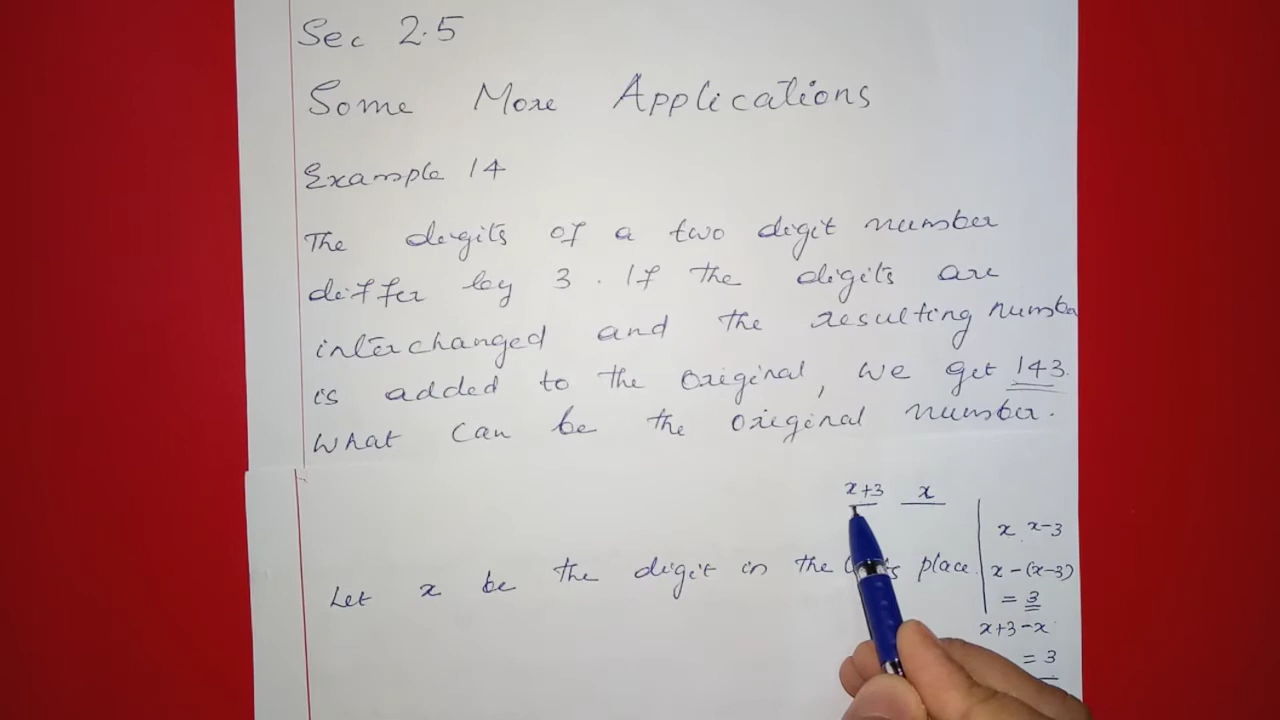 Sec 2.5
Some More Applications
Example 14
The digits of a two digit number
differ by 3. If the digits are
interchanged and the resulting
is added to the original, we get 143.
What can be the original number.
x+3 x
x x-3
Let x be the digit in the place.
x-(x-3)
= 3
x+3-x
= 3